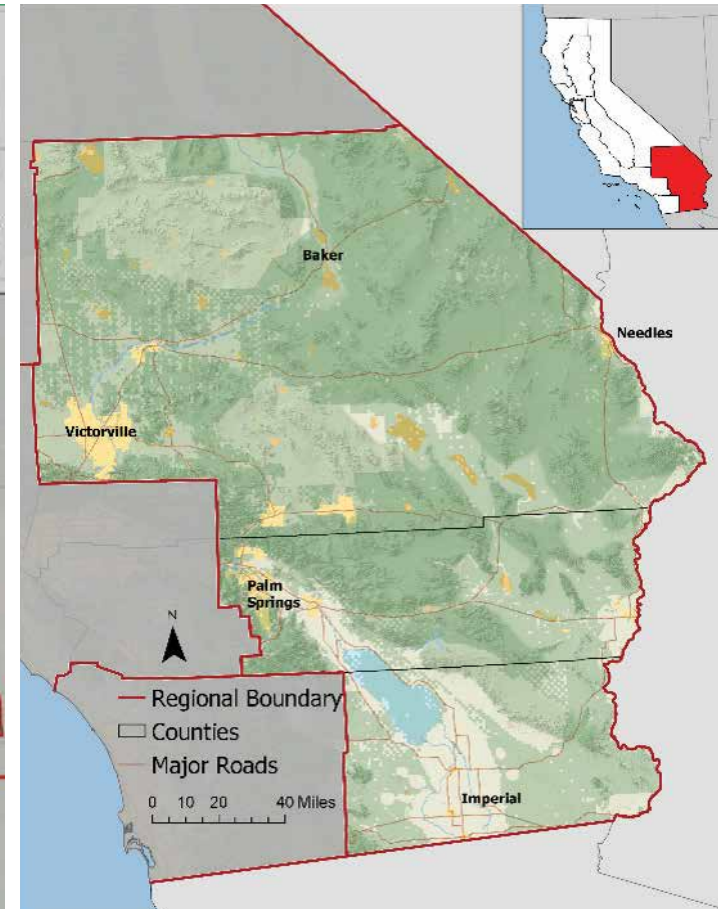 Baker
Needles
Victorville
Palm
Springs
N
Regional Boundary
Counties
Major Roads
0 10 20 40 Miles
Imperial